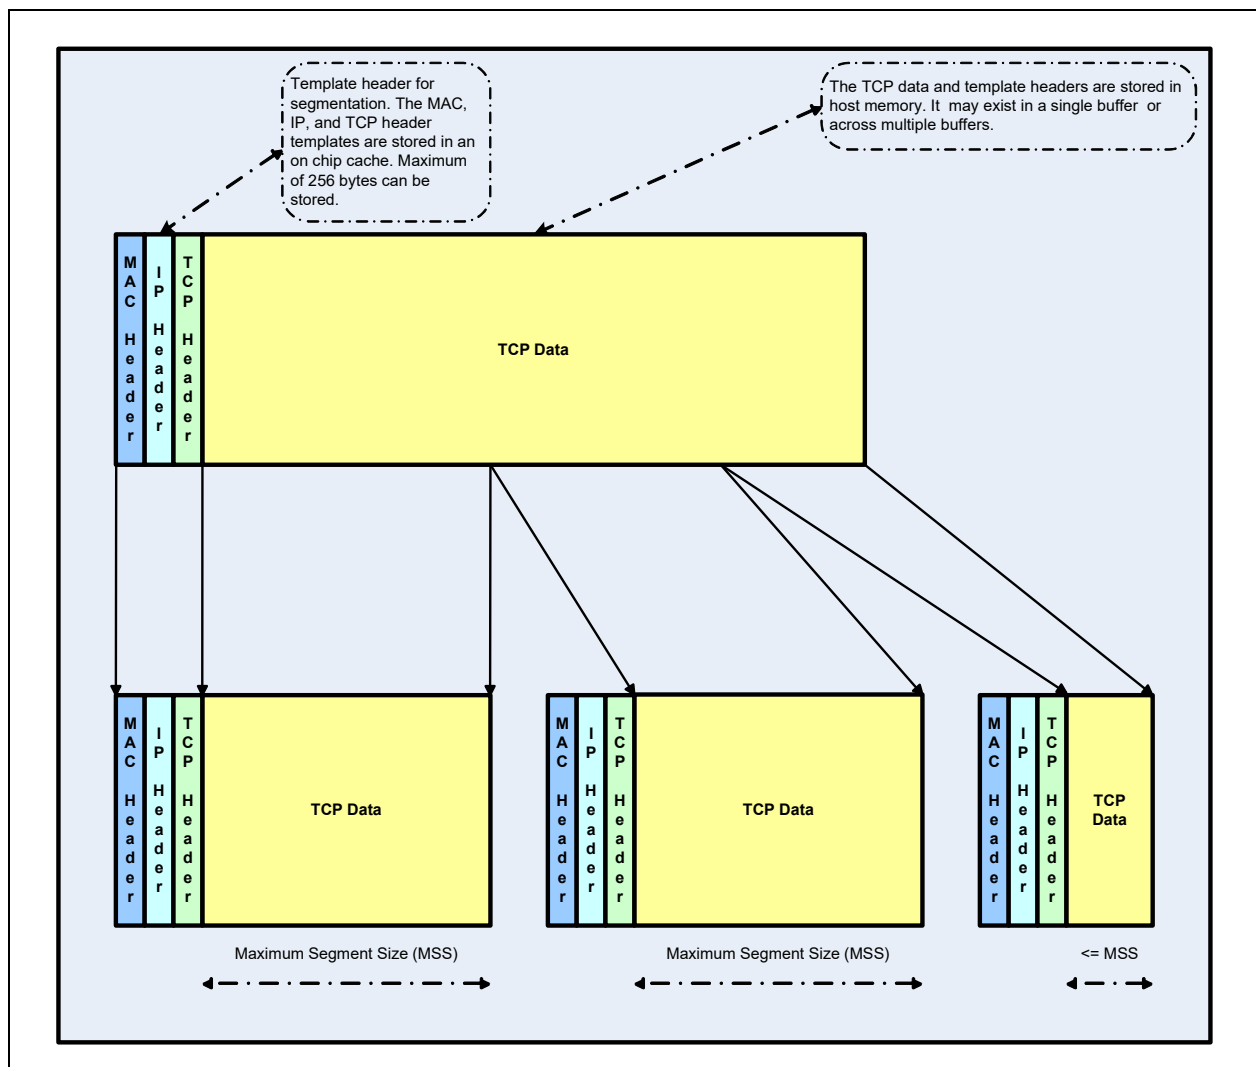 Template header for
segmentation. The MAC,
IP, and TCP header
templates are stored in an
on chip cache. Maximum
of 256 bytes can be
stored.
The TCP data and template headers are stored in
host memory. It  may exist in a single buffer  or
across multiple buffers.
MAC Header
IP Header
TCP Header
TCP Data
MAC Header
IP Header
TCP Header
TCP Data
MAC Header
IP Header
TCP Header
TCP Data
MAC Header
IP Header
TCP Header
TCP
Data
Maximum Segment Size (MSS)
Maximum Segment Size (MSS)
<= MSS